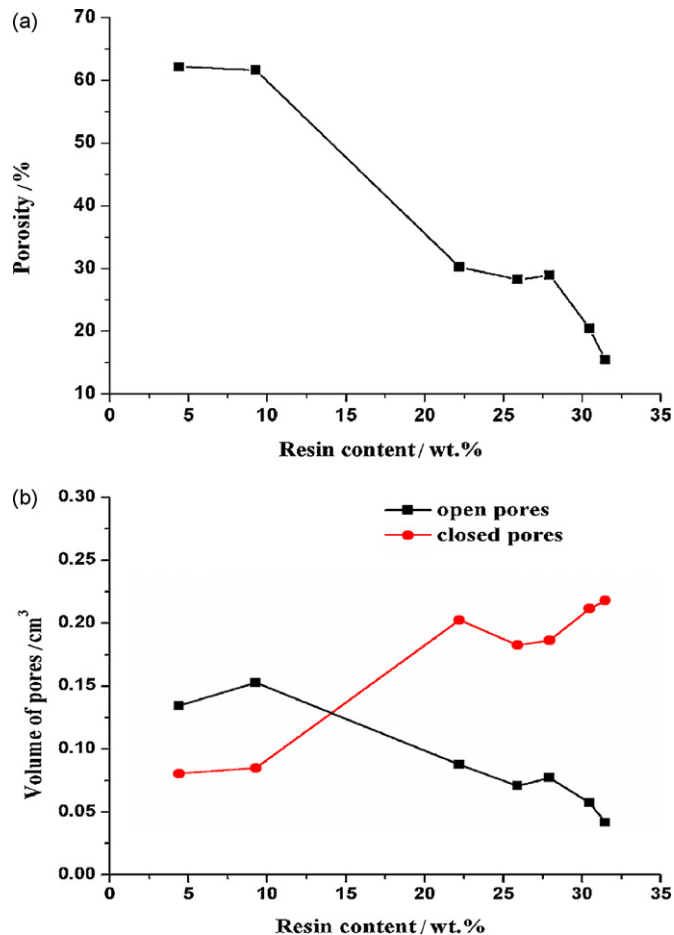 (a)
70
60
50
40
30
20
10
Porosity /%
0 5 10 15 20 25 30 35
Resin content / wt.%
(b)
0.30
0.25
0.20
0.15
0.10
0.05
0.00
Volume of pores /cm³
open pores
closed pores
0 5 10 15 20 25 30 35
Resin content / wt.%